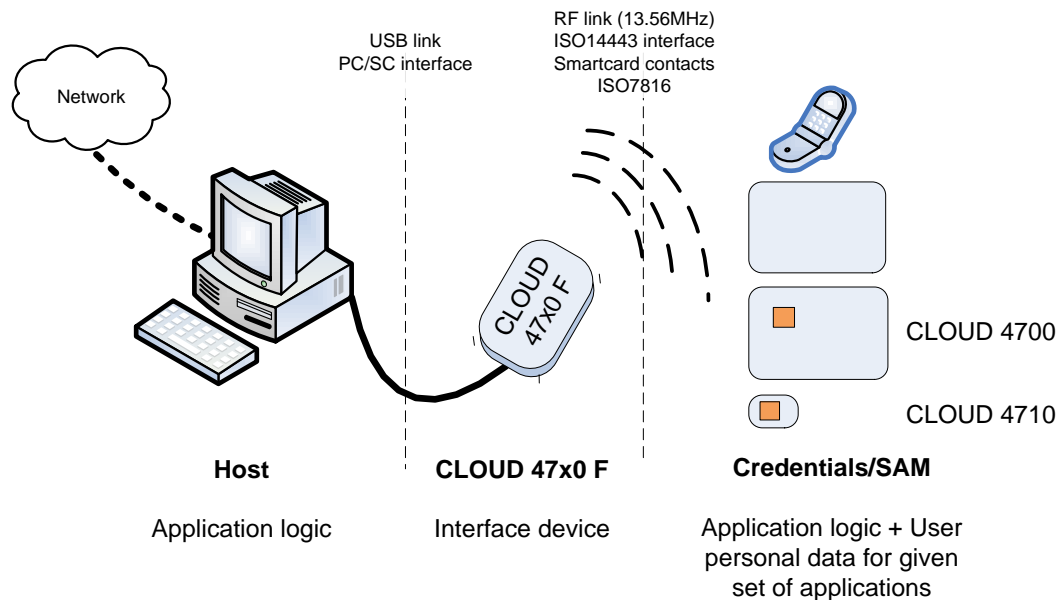 RF link (13.56MHz)
ISO14443 interface
Smartcard contacts
ISO7816
USB link
PC/SC interface
Network
CLOUD
47x0 F
CLOUD 4700
CLOUD 4710
Host
CLOUD 47x0 F
Credentials/SAM
Application logic
Interface device
Application logic + User
personal data for given
set of applications